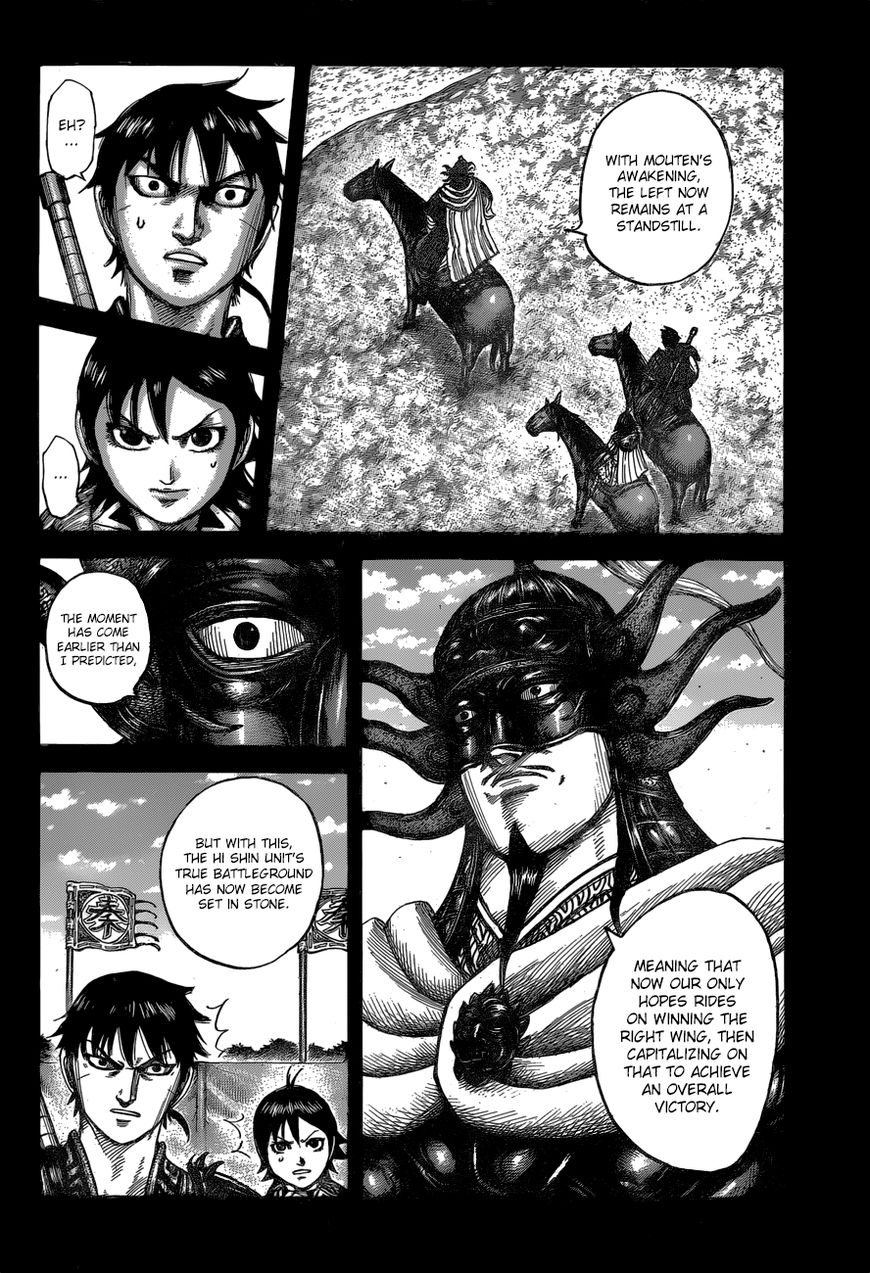 WITH MOUTEN'S
AWAKENING,
THE LEFT NOW
REMAINS AT A
STANDSTILL.
EH?
...
...
MEANING THAT
NOW OUR ONLY
HOPES RIDES
ON WINNING THE
RIGHT WING, THEN
CAPITALIZING ON
THAT TO ACHIEVE
AN OVERALL
VICTORY.
THE MOMENT
HAS COME
EARLIER THAN
I PREDICTED,
BUT WITH THIS,
THE HI SHIN UNIT'S
TRUE BATTLEGROUND
HAS NOW BECOME
SET IN STONE.
秦
秦